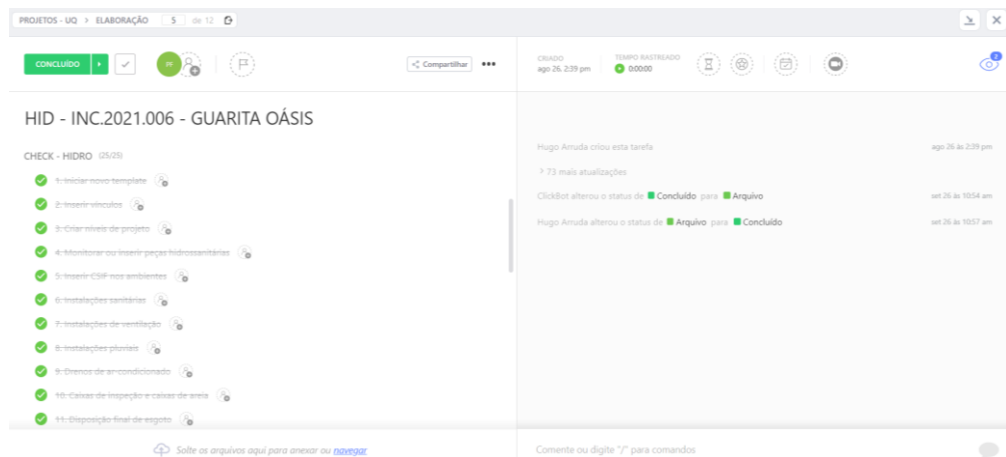 PROJETOS - UQ > ELABORAÇÃO 5 de 12
CONCLUÍDO
Compartilhar
HID - INC.2021.006 - GUARITA OÁSIS
CHECK - HIDRO (25/25)
1. Iniciar novo template
2. Inserir vínculos
3. Criar níveis de projeto
4. Monitorar ou inserir peças hidrossanitárias
5. Inserir CSIF nos ambientes
6. Instalações sanitárias
7. Instalações de ventilação
8. Instalações pluviais
9. Drenos de ar-condicionado
10. Caixas de inspeção e caixas de areia
11. Disposição final de esgoto
Solte os arquivos aqui para anexar ou navegar
CRIADO
ago 26, 2:39 pm
TEMPO RASTREADO
0:00:00
2
Hugo Arruda criou esta tarefa ago 26 às 2:39 pm
> 73 mais atualizações
ClickBot alterou o status de Concluído para Arquivo set 26 às 10:54 am
Hugo Arruda alterou o status de Arquivo para Concluído set 26 às 10:57 am
Comente ou digite "/" para comandos